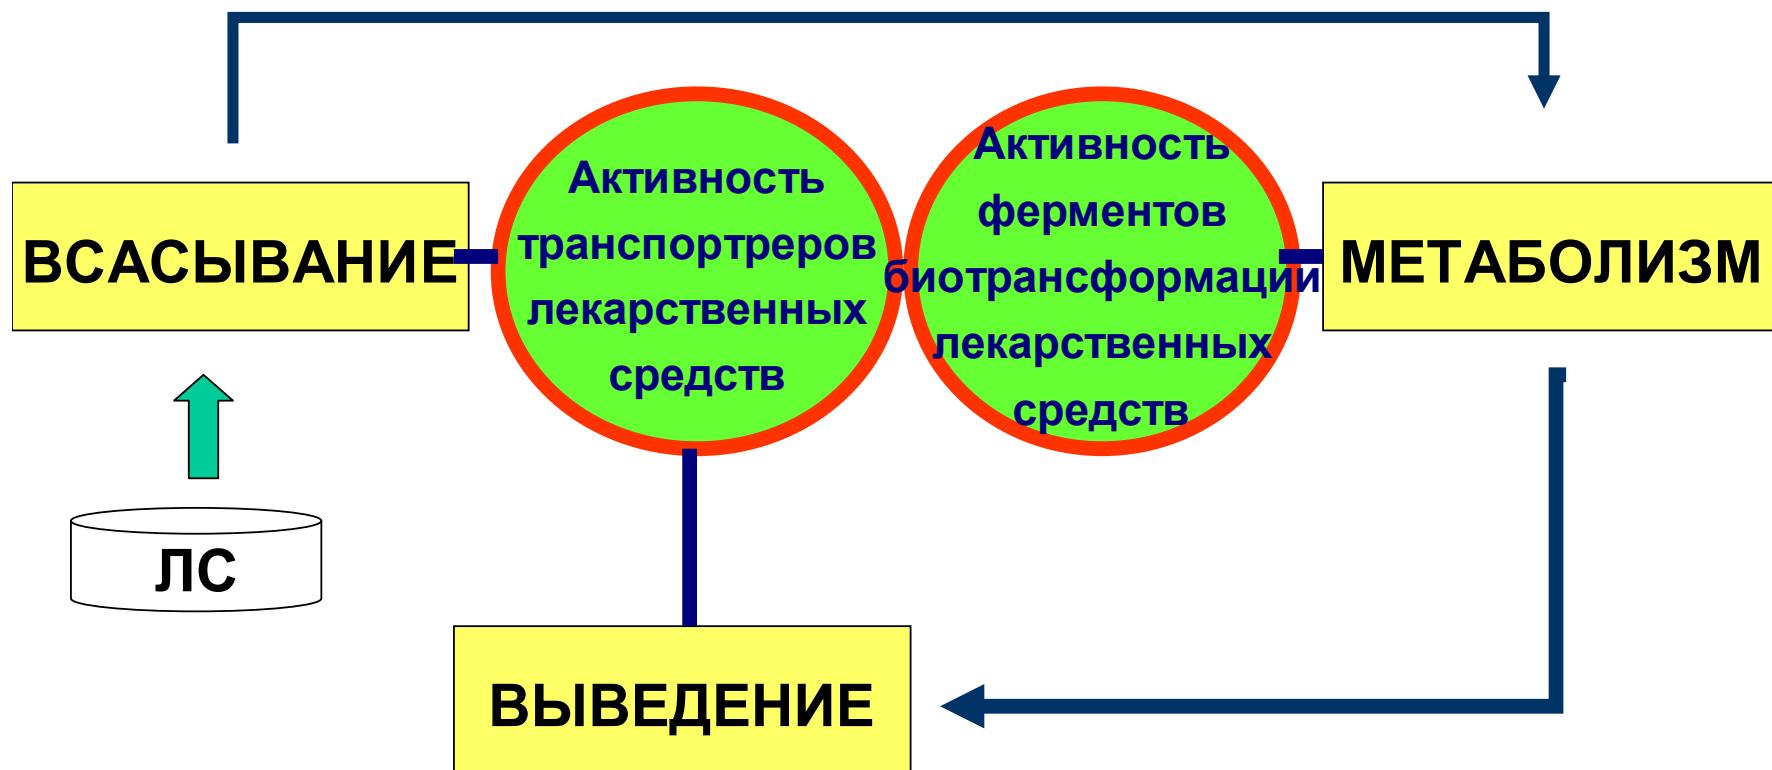 ВСАСЫВАНИЕ
Активность
транспортреров
лекарственных
средств
Активность
ферментов
биотрансформации
лекарственных
средств
МЕТАБОЛИЗМ
ЛС
ВЫВЕДЕНИЕ